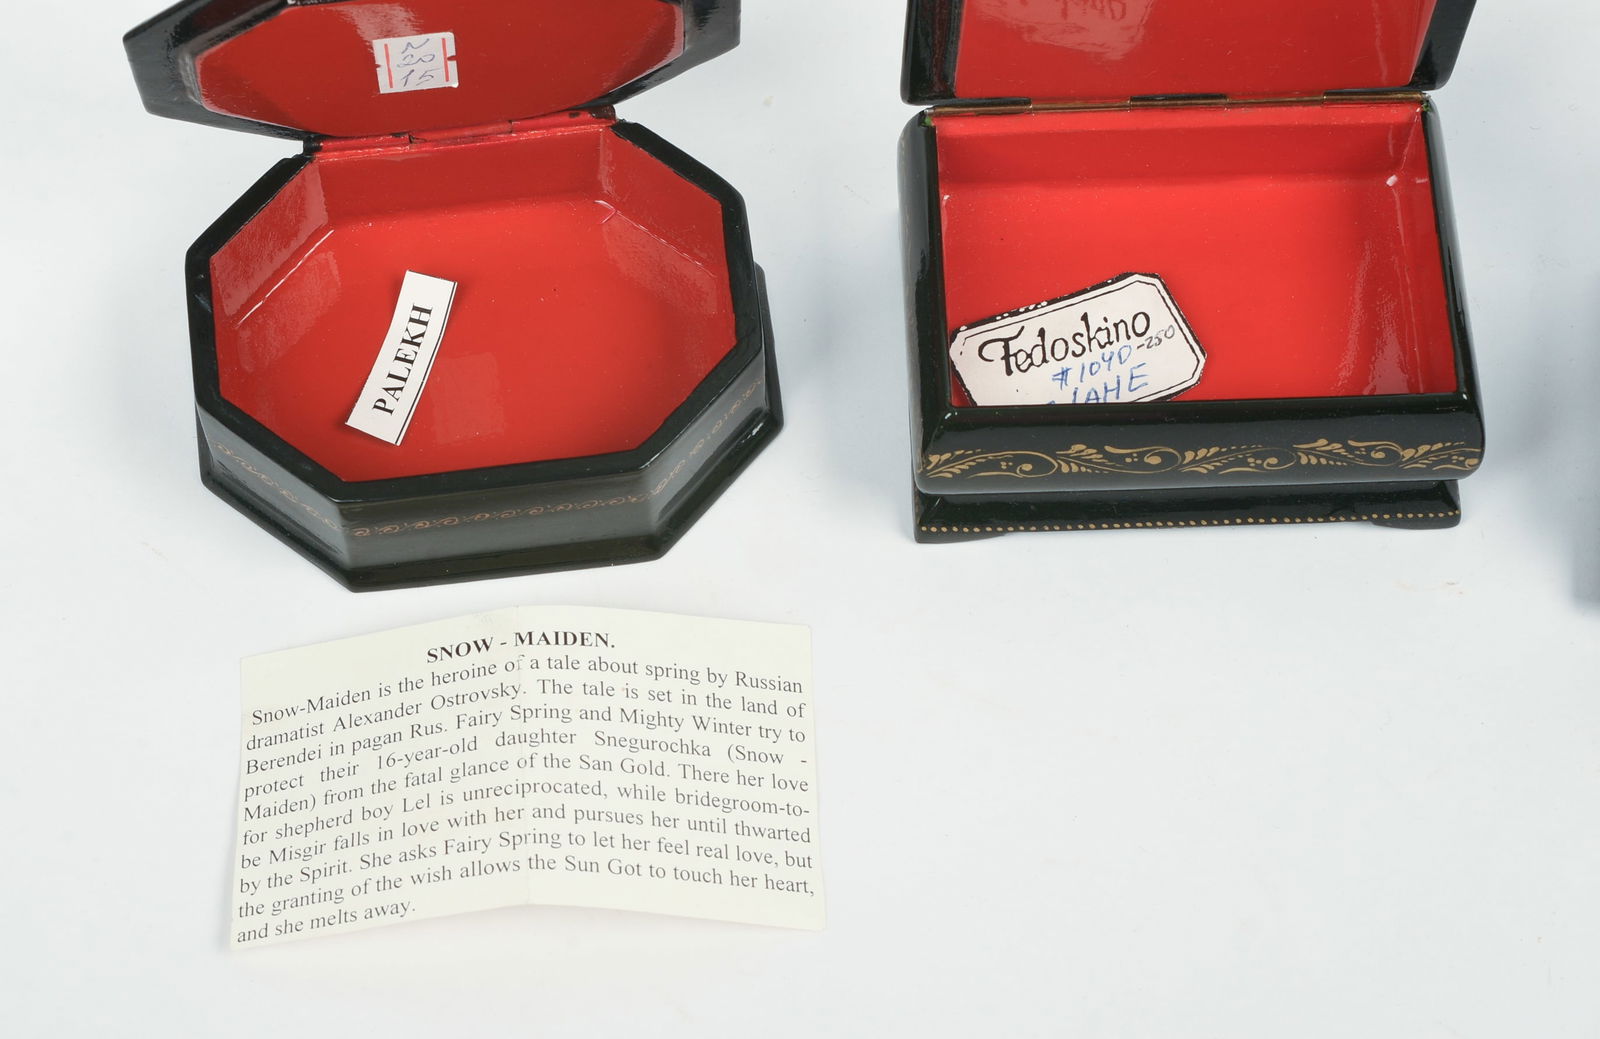 N
20
15
PALEKH
Fedoskino
#104D -250
SNOW - MAIDEN.
Snow-Maiden is the heroine of a tale about spring by Russian
dramatist Alexander Ostrovsky. The tale is set in the land of
Berendei in pagan Rus. Fairy Spring and Mighty Winter try to
protect their 16-year-old daughter Snegurochka (Snow -
Maiden) from the fatal glance of the San Gold. There her love
for shepherd boy Lel is unreciprocated, while bridegroom-to-
be Misgir falls in love with her and pursues her until thwarted
by the Spirit. She asks Fairy Spring to let her feel real love, but
the granting of the wish allows the Sun Got to touch her heart,
and she melts away.